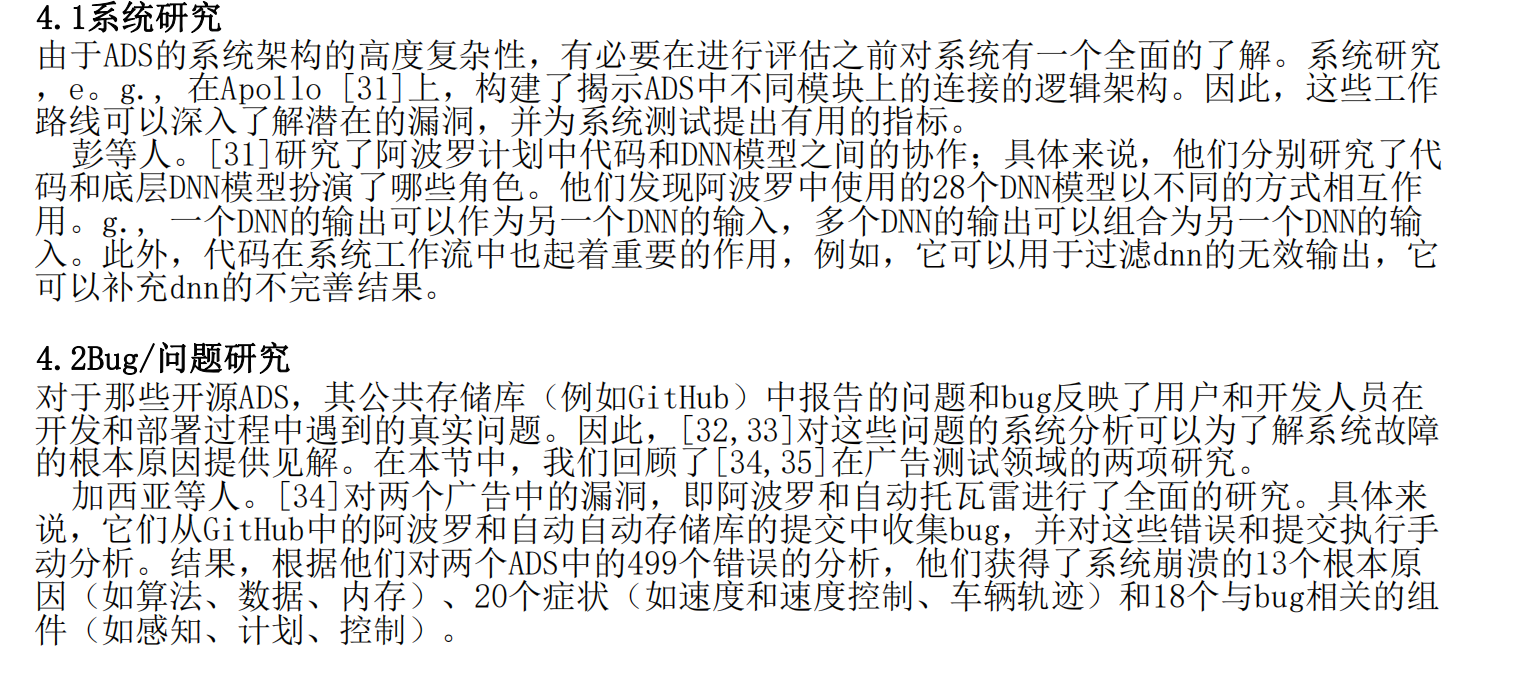 4.1系统研究
由于ADS的系统架构的高度复杂性，有必要在进行评估之前对系统有一个全面的了解。系统研究
，e。g.，在Apollo [31]上，构建了揭示ADS中不同模块上的连接的逻辑架构。因此，这些工作
路线可以深入了解潜在的漏洞，并为系统测试提出有用的指标。
彭等人。[31]研究了阿波罗计划中代码和DNN模型之间的协作；具体来说，他们分别研究了代
码和底层DNN模型扮演了哪些角色。他们发现阿波罗中使用的28个DNN模型以不同的方式相互作
用。g.，一个DNN的输出可以作为另一个DNN的输入，多个DNN的输出可以组合为另一个DNN的输
入。此外，代码在系统工作流中也起着重要的作用，例如，它可以用于过滤dnn的无效输出，它
可以补充dnn的不完善结果。
4.2Bug/问题研究
对于那些开源ADS，其公共存储库（例如GitHub）中报告的问题和bug反映了用户和开发人员在
开发和部署过程中遇到的真实问题。因此，[32,33]对这些问题的系统分析可以为了解系统故障
的根本原因提供见解。在本节中，我们回顾了[34,35]在广告测试领域的两项研究。
加西亚等人。[34]对两个广告中的漏洞，即阿波罗和自动托瓦雷进行了全面的研究。具体来
说，它们从GitHub中的阿波罗和自动自动存储库的提交中收集bug，并对这些错误和提交执行手
动分析。结果，根据他们对两个ADS中的499个错误的分析，他们获得了系统崩溃的13个根本原
因（如算法、数据、内存）、20个症状（如速度和速度控制、车辆轨迹）和18个与bug相关的组
件（如感知、计划、控制）。